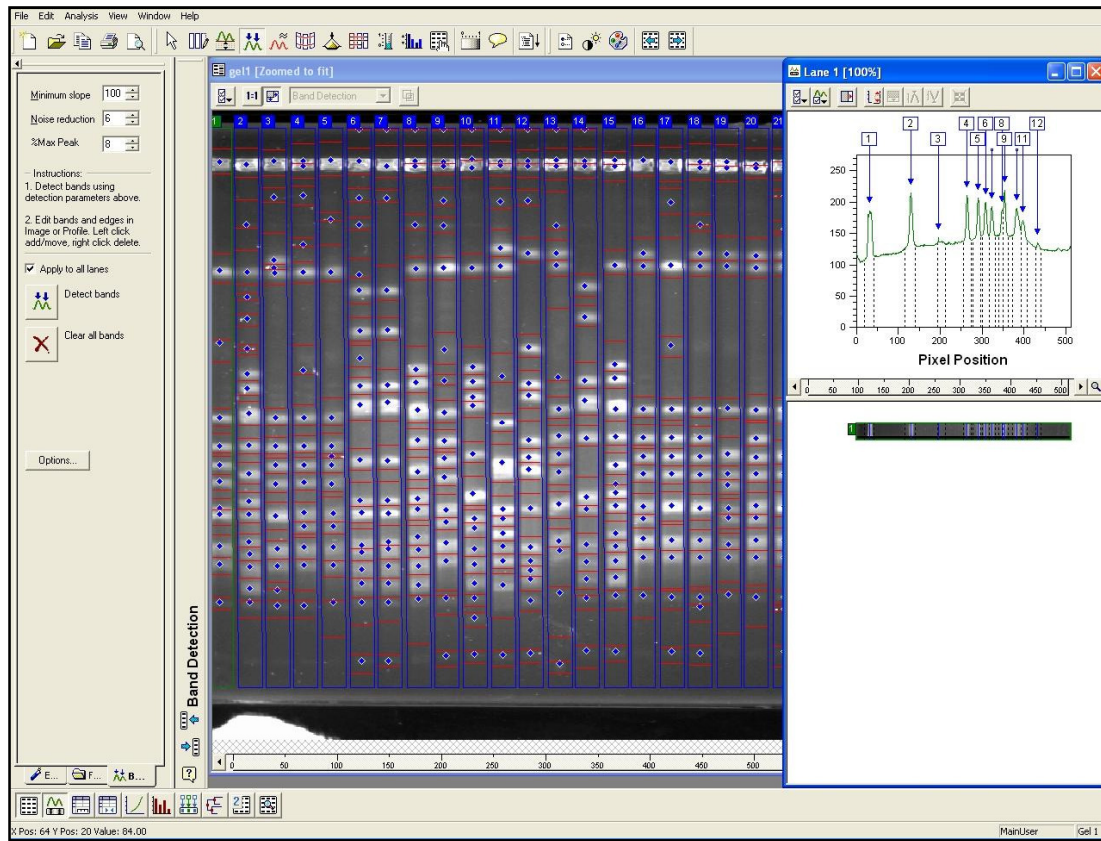 File Edit Analysis View Window Help
gel1 [Zoomed to fit]
Lane 1 [100%]
Minimum slope 100
Noise reduction 6
%Max Peak 8
Instructions:
1. Detect bands using
detection parameters above.
2. Edit bands and edges in
Image or Profile. Left click
add/move, right click delete.
Apply to all lanes
Detect bands
Clear all bands
Options...
E... F... B...
Band Detection
1:1 Band Detection
1 2 3 4 5 6 7 8 9 10 11 12 13 14 15 16 17 18 19 20 21
0 50 100 150 200 250 300 350 400 450 500
1 2 3 4 5 6 8 9 11 12
250
200
150
100
50
0
0 100 200 300 400 500
Pixel Position
0 50 100 150 200 250 300 350 400 450 500
1
X Pos: 64 Y Pos: 20 Value: 84.00
MainUser Gel 1